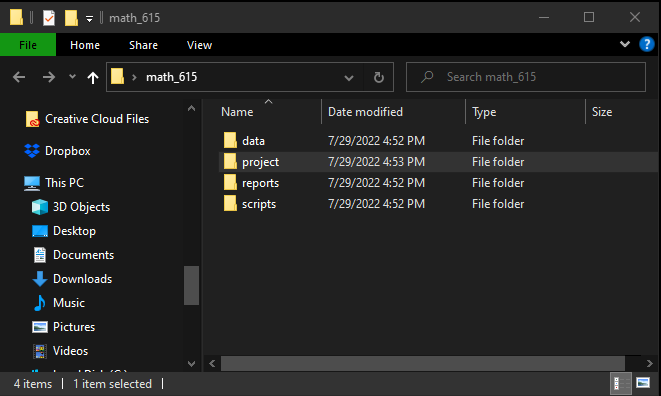 math_615
File Home Share View
math_615 Search math_615
Name Date modified Type Size
Creative Cloud Files
Dropbox
This PC
3D Objects
Desktop
Documents
Downloads
Music
Pictures
Videos
data 7/29/2022 4:52 PM File folder
project 7/29/2022 4:53 PM File folder
reports 7/29/2022 4:52 PM File folder
scripts 7/29/2022 4:52 PM File folder
4 items 1 item selected